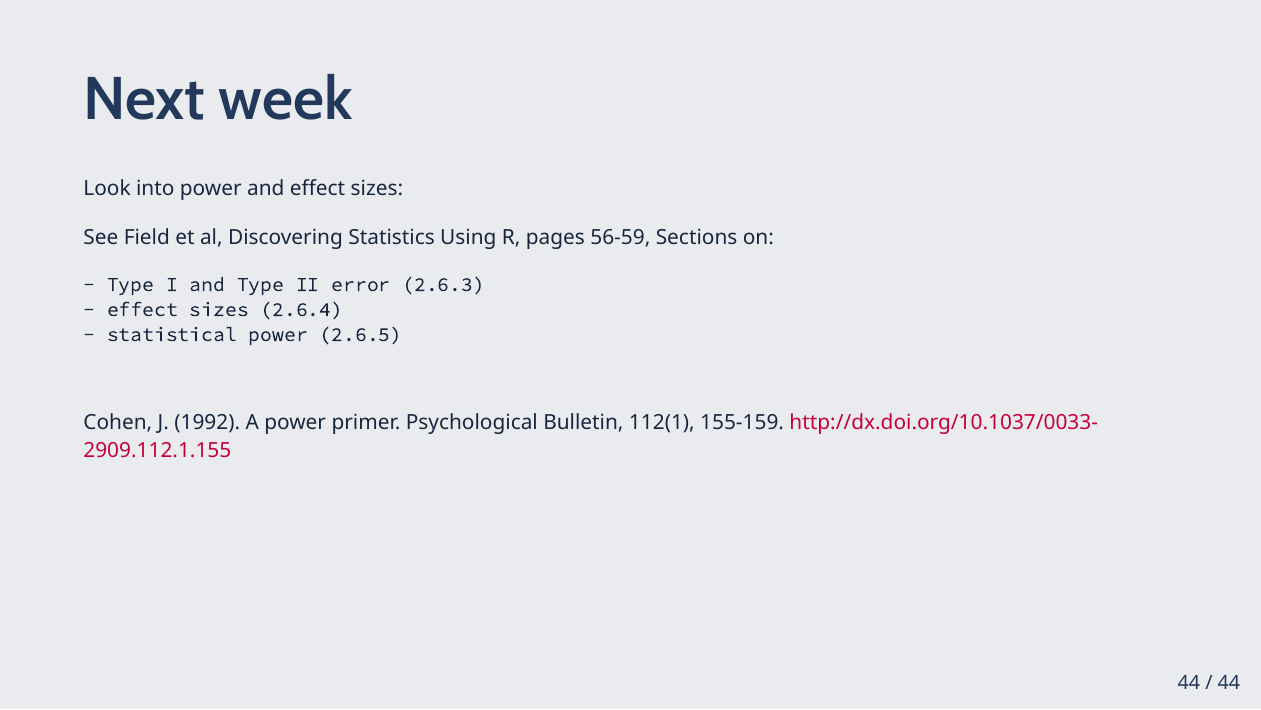 Next week
Look into power and effect sizes:
See Field et al, Discovering Statistics Using R, pages 56-59, Sections on:
- Type I and Type II error (2.6.3)
- effect sizes (2.6.4)
- statistical power (2.6.5)
Cohen, J. (1992). A power primer. Psychological Bulletin, 112(1), 155-159. http://dx.doi.org/10.1037/0033-
2909.112.1.155
44 / 44